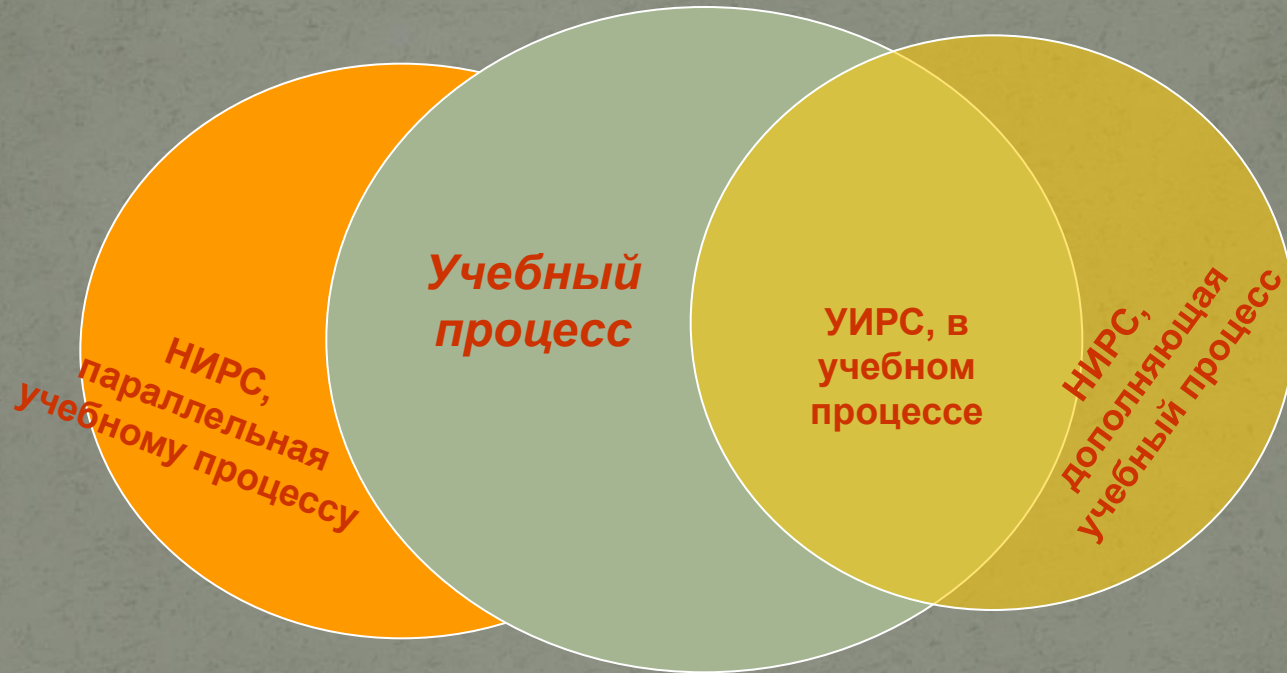 НИРС,
параллельная
учебному процессу
Учебный
процесс
УИРС, в
учебном
процессе
НИРС,
дополняющая
учебный процесс